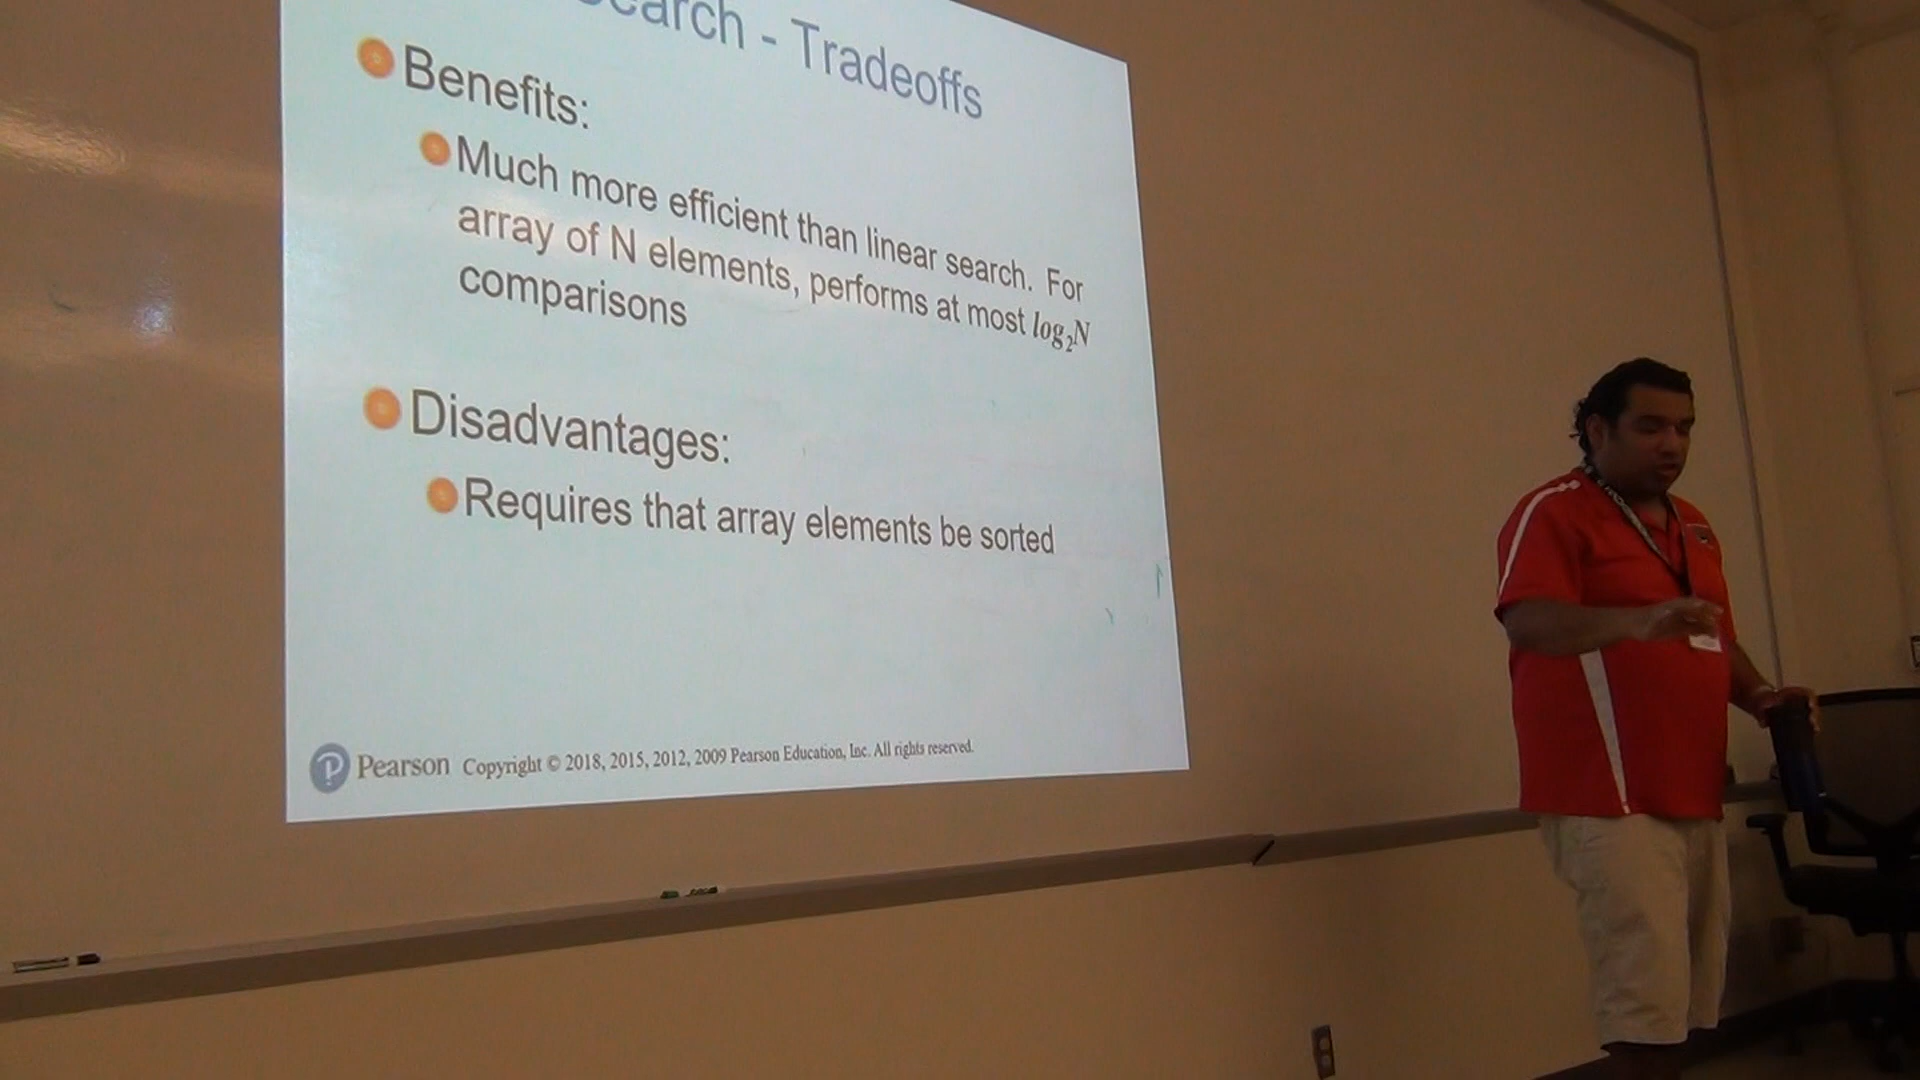 Search - Tradeoffs
Benefits:
Much more efficient than linear search. For
array of N elements, performs at most log₂N
comparisons
Disadvantages:
Requires that array elements be sorted
Pearson Copyright © 2018, 2015, 2012, 2009 Pearson Education, Inc. All rights reserved.